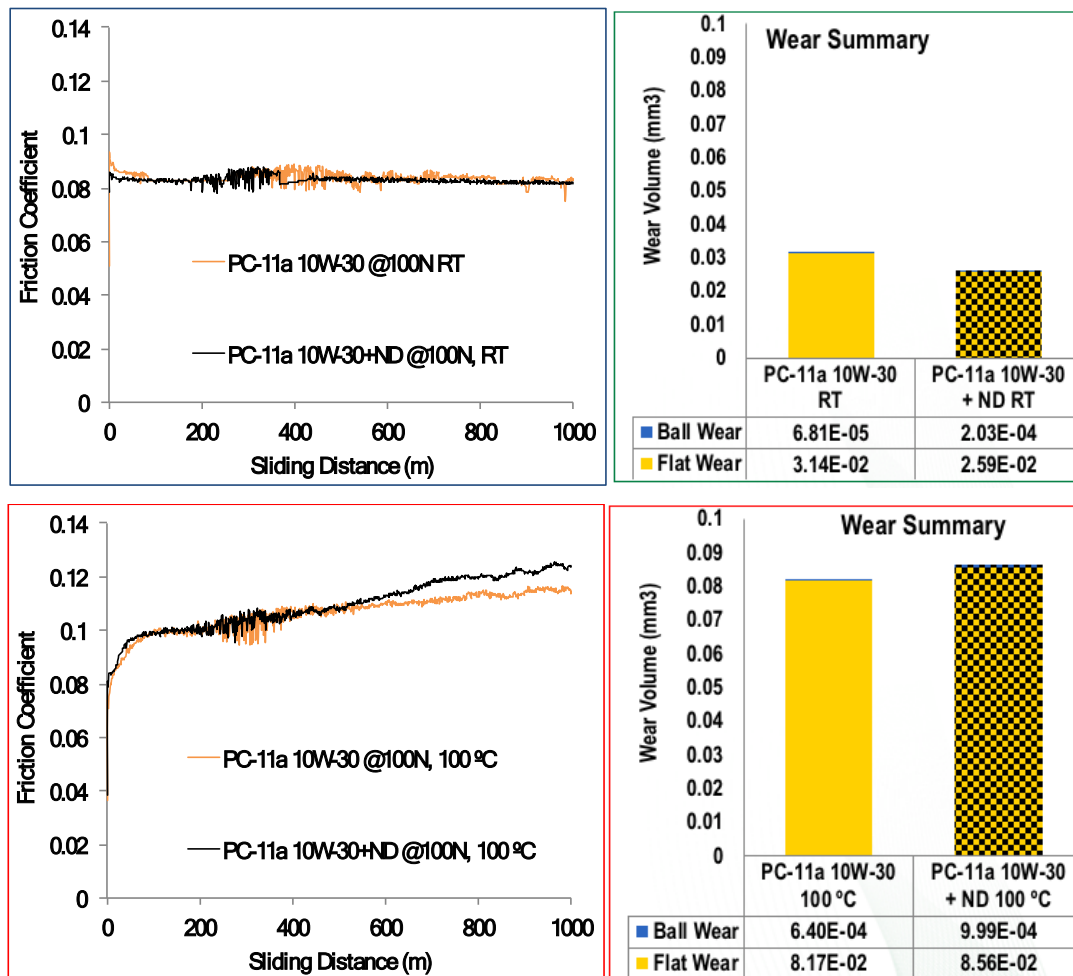 0.14
0.12
0.1
0.08
0.06
0.04
0.02
0
Friction Coefficient
PC-11a 10W-30 @100N RT
PC-11a 10W-30+ND @100N, RT
0 200 400 600 800 1000
Sliding Distance (m)
Wear Summary
0.1
0.09
0.08
0.07
0.06
0.05
0.04
0.03
0.02
0.01
0
Wear Volume (mm3)
PC-11a 10W-30 PC-11a 10W-30
RT + ND RT
Ball Wear 6.81E-05 2.03E-04
Flat Wear 3.14E-02 2.59E-02
0.14
0.12
0.1
0.08
0.06
0.04
0.02
0
Friction Coefficient
PC-11a 10W-30 @100N, 100 ºC
PC-11a 10W-30+ND @100N, 100 ºC
0 200 400 600 800 1000
Sliding Distance (m)
Wear Summary
0.1
0.09
0.08
0.07
0.06
0.05
0.04
0.03
0.02
0.01
0
Wear Volume (mm3)
PC-11a 10W-30 PC-11a 10W-30
100 ºC + ND 100 ºC
Ball Wear 6.40E-04 9.99E-04
Flat Wear 8.17E-02 8.56E-02